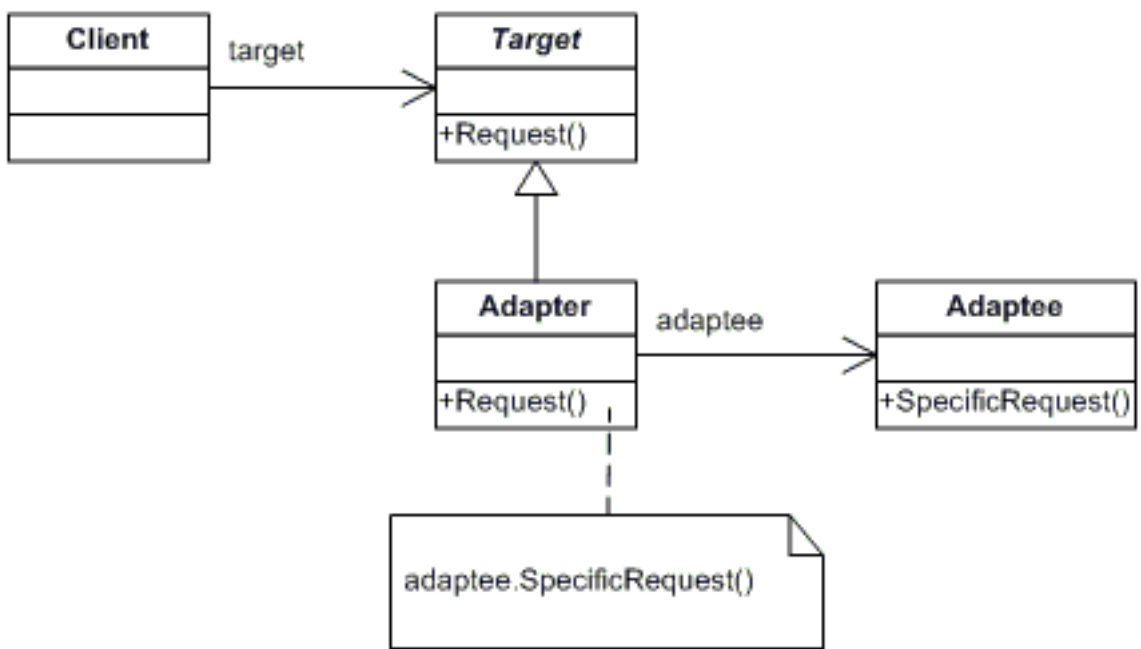 Client
target
Target
+Request()
Adapter
adaptee
Adaptee
+Request()
+SpecificRequest()
adaptee.SpecificRequest()